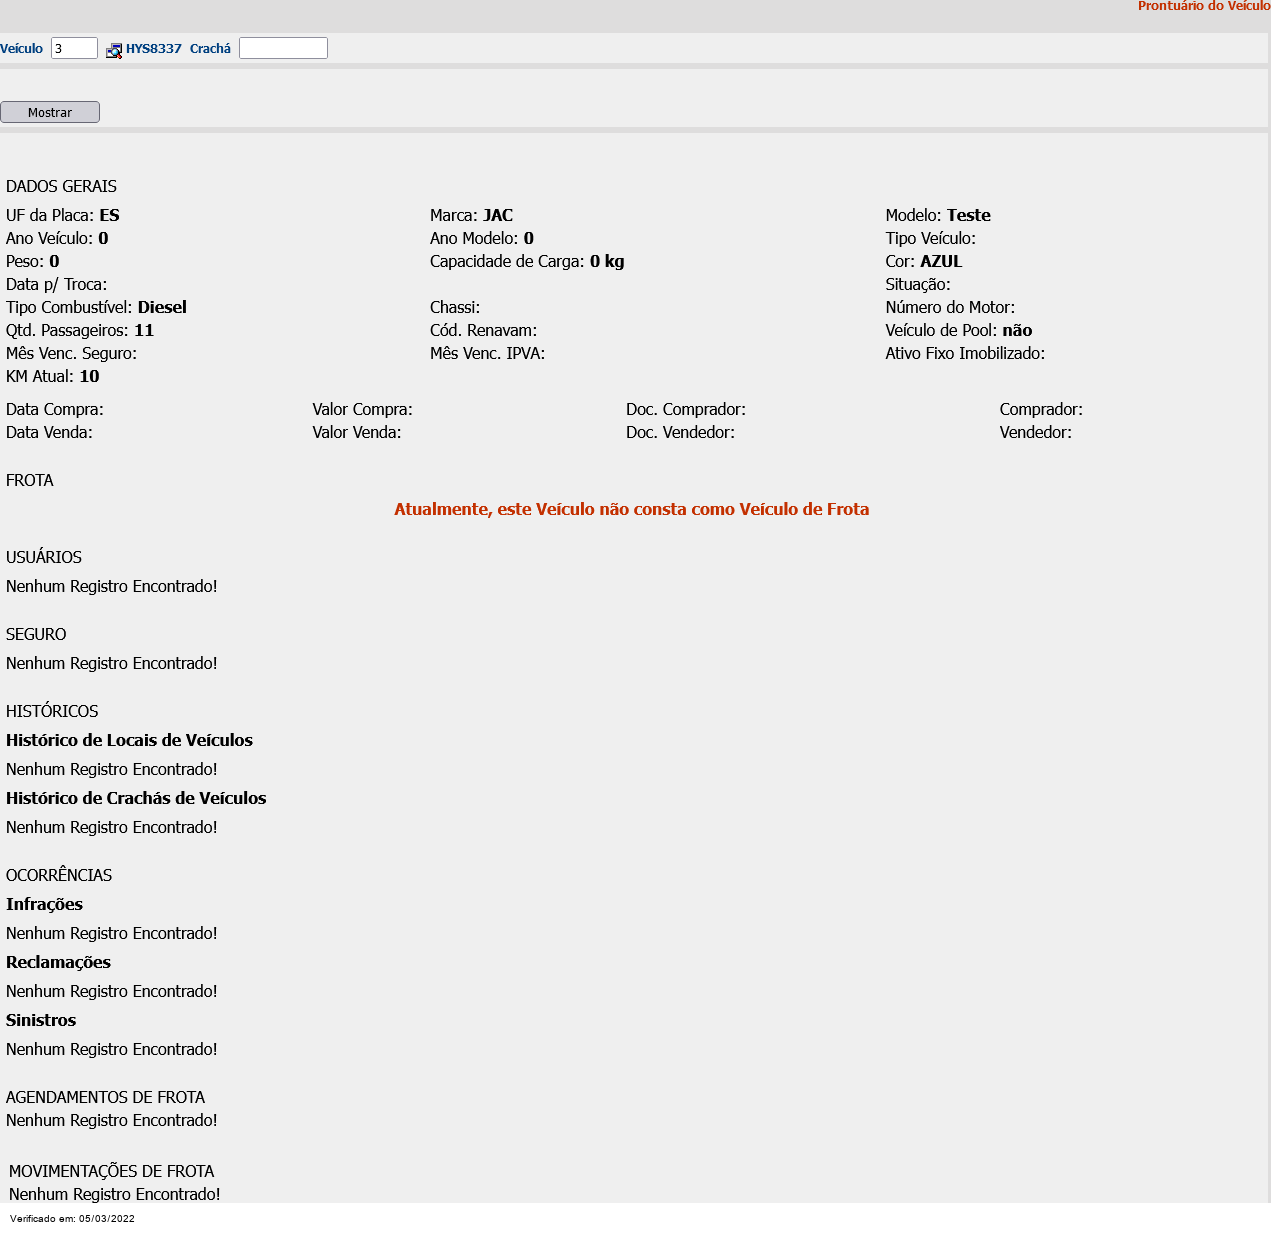 Prontuário do Veículo
Veículo 3 HYS8337 Crachá
Mostrar
DADOS GERAIS
UF da Placa: ES Marca: JAC Modelo: Teste
Ano Veículo: 0 Ano Modelo: 0 Tipo Veículo:
Peso: 0 Capacidade de Carga: 0 kg Cor: AZUL
Data p/ Troca: Situação:
Tipo Combustível: Diesel Chassi: Número do Motor:
Qtd. Passageiros: 11 Cód. Renavam: Veículo de Pool: não
Mês Venc. Seguro: Mês Venc. IPVA: Ativo Fixo Imobilizado:
KM Atual: 10
Data Compra: Valor Compra: Doc. Comprador: Comprador:
Data Venda: Valor Venda: Doc. Vendedor: Vendedor:
FROTA
Atualmente, este Veículo não consta como Veículo de Frota
USUÁRIOS
Nenhum Registro Encontrado!
SEGURO
Nenhum Registro Encontrado!
HISTÓRICOS
Histórico de Locais de Veículos
Nenhum Registro Encontrado!
Histórico de Crachás de Veículos
Nenhum Registro Encontrado!
OCORRÊNCIAS
Infrações
Nenhum Registro Encontrado!
Reclamações
Nenhum Registro Encontrado!
Sinistros
Nenhum Registro Encontrado!
AGENDAMENTOS DE FROTA
Nenhum Registro Encontrado!
MOVIMENTAÇÕES DE FROTA
Nenhum Registro Encontrado!
Verificado em: 05/03/2022